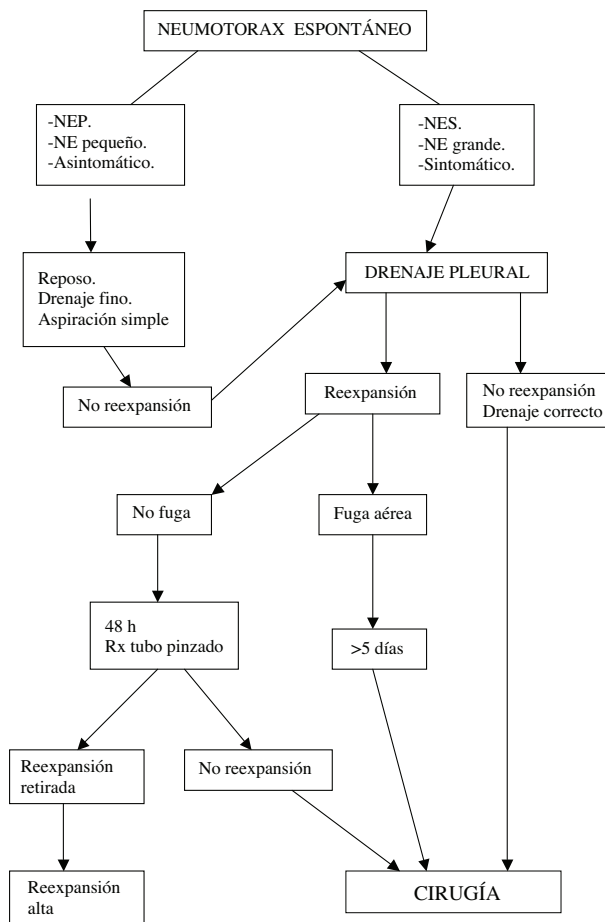 NEUMOTORAX ESPONTÁNEO
-NEP.
-NE pequeño.
-Asintomático.
-NES.
-NE grande.
-Sintomático.
Reposo.
Drenaje fino.
Aspiración simple
DRENAJE PLEURAL
No reexpansión
Reexpansión
No reexpansión
Drenaje correcto
No fuga
Fuga aérea
48 h
Rx tubo pinzado
>5 días
Reexpansión
retirada
No reexpansión
Reexpansión
alta
CIRUGÍA